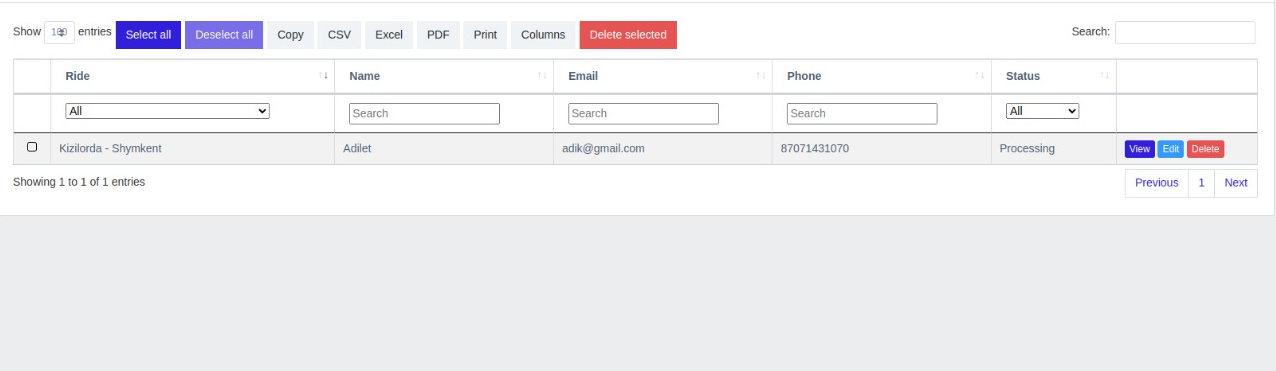 Show 100 entries Select all Deselect all Copy CSV Excel PDF Print Columns Delete selected Search:
Ride Name Email Phone Status
All Search Search Search All
Kizilorda - Shymkent Adilet adik@gmail.com 87071431070 Processing View Edit Delete
Showing 1 to 1 of 1 entries Previous 1 Next